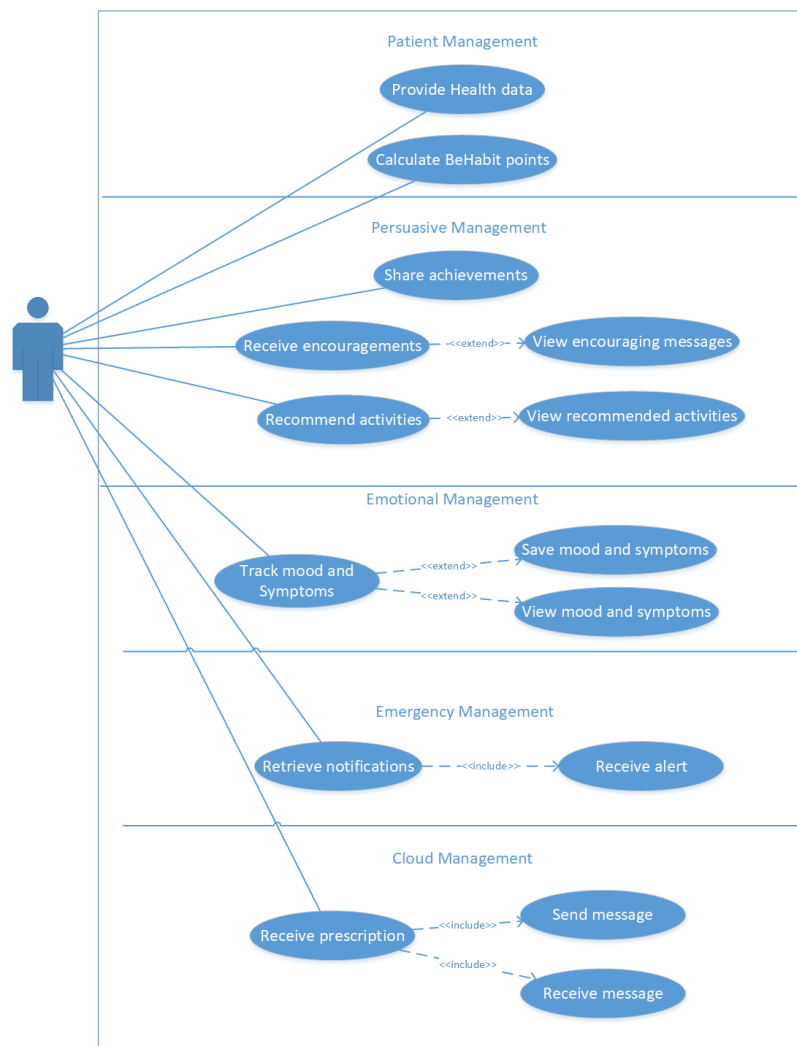 Patient Management
Provide Health data
Calculate BeHabit points
Persuasive Management
Share achievements
Receive encouragements
<<extend>>
View encouraging messages
Recommend activities
<<extend>>
View recommended activities
Emotional Management
Track mood and
Symptoms
<<extend>>
Save mood and symptoms
<<extend>>
View mood and symptoms
Emergency Management
Retrieve notifications
<<include>>
Receive alert
Cloud Management
Receive prescription
<<include>>
Send message
<<include>>
Receive message